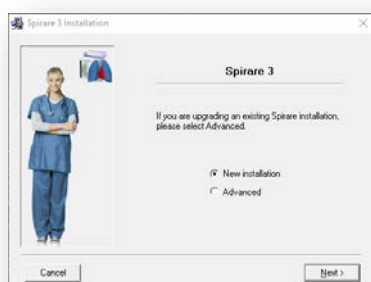 Spirare 3 Installation
Spirare 3
If you are upgrading an existing Spirare installation,
please select Advanced.
New installation
Advanced
Cancel
Next >